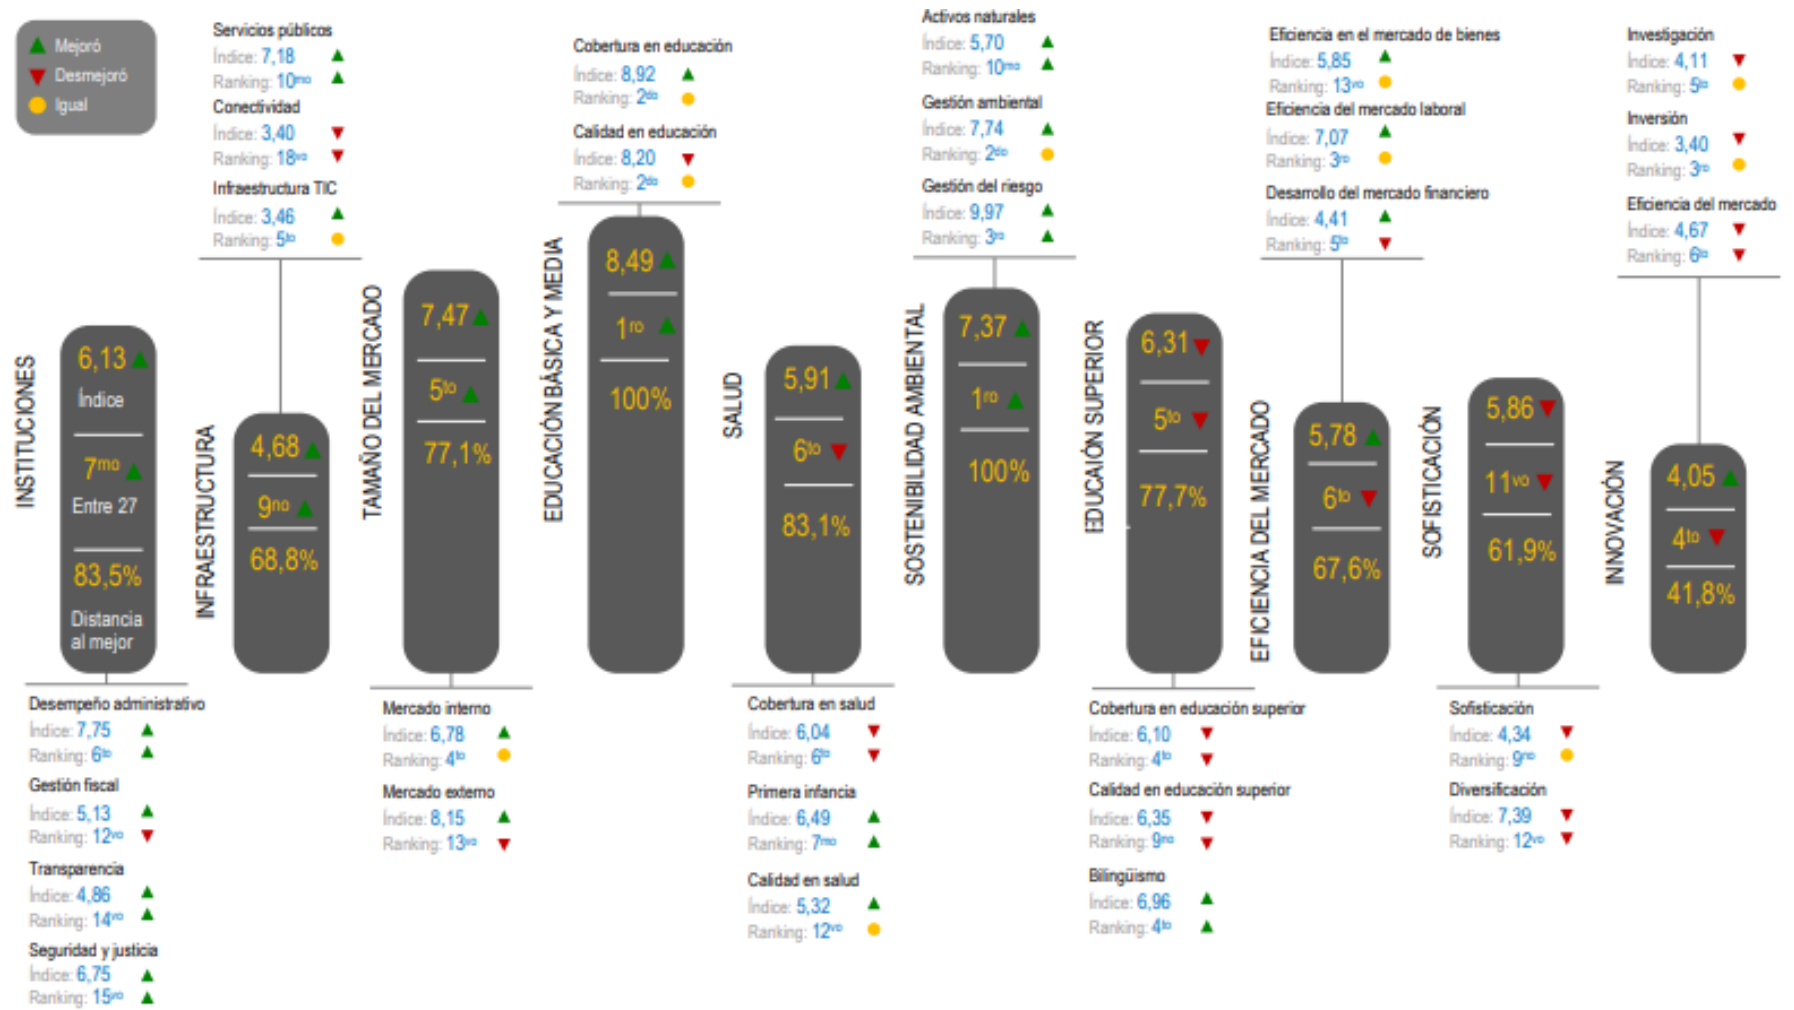 Mejoró
Desmejoró
Igual
INSTITUCIONES
6,13
Índice
7mo
Entre 27
83,5%
Distancia
al mejor
Desempeño administrativo
Índice: 7,75
Ranking: 6to
Gestión fiscal
Índice: 5,13
Ranking: 12vo
Transparencia
Índice: 4,86
Ranking: 14vo
Seguridad y justicia
Índice: 6,75
Ranking: 15vo
Servicios públicos
Índice: 7,18
Ranking: 10mo
Conectividad
Índice: 3,40
Ranking: 18vo
Infraestructura TIC
Índice: 3,46
Ranking: 5to
INFRAESTRUCTURA
4,68
9no
68,8%
TAMAÑO DEL MERCADO
7,47
5to
77,1%
Mercado interno
Índice: 6,78
Ranking: 4to
Mercado externo
Índice: 8,15
Ranking: 13vo
Cobertura en educación
Índice: 8,92
Ranking: 2do
Calidad en educación
Índice: 8,20
Ranking: 2do
EDUCACIÓN BÁSICA Y MEDIA
8,49
1ro
100%
SALUD
5,91
6to
83,1%
Cobertura en salud
Índice: 6,04
Ranking: 6to
Primera infancia
Índice: 6,49
Ranking: 7mo
Calidad en salud
Índice: 5,32
Ranking: 12vo
Activos naturales
Índice: 5,70
Ranking: 10mo
Gestión ambiental
Índice: 7,74
Ranking: 2do
Gestión del riesgo
Índice: 9,97
Ranking: 3ro
SOSTENIBILIDAD AMBIENTAL
7,37
1ro
100%
EDUCAIÓN SUPERIOR
6,31
5to
77,7%
Cobertura en educación superior
Índice: 6,10
Ranking: 4to
Calidad en educación superior
Índice: 6,35
Ranking: 9no
Bilingüismo
Índice: 6,96
Ranking: 4to
Eficiencia en el mercado de bienes
Índice: 5,85
Ranking: 13vo
Eficiencia del mercado laboral
Índice: 7,07
Ranking: 3ro
Desarrollo del mercado financiero
Índice: 4,41
Ranking: 5to
EFICIENCIA DEL MERCADO
5,78
6to
67,6%
SOFISTICACIÓN
5,86
11vo
61,9%
Sofisticación
Índice: 4,34
Ranking: 9no
Diversificación
Índice: 7,39
Ranking: 12vo
Investigación
Índice: 4,11
Ranking: 5to
Inversión
Índice: 3,40
Ranking: 3ro
Eficiencia del mercado
Índice: 4,67
Ranking: 6to
INNOVACIÓN
4,05
4to
41,8%